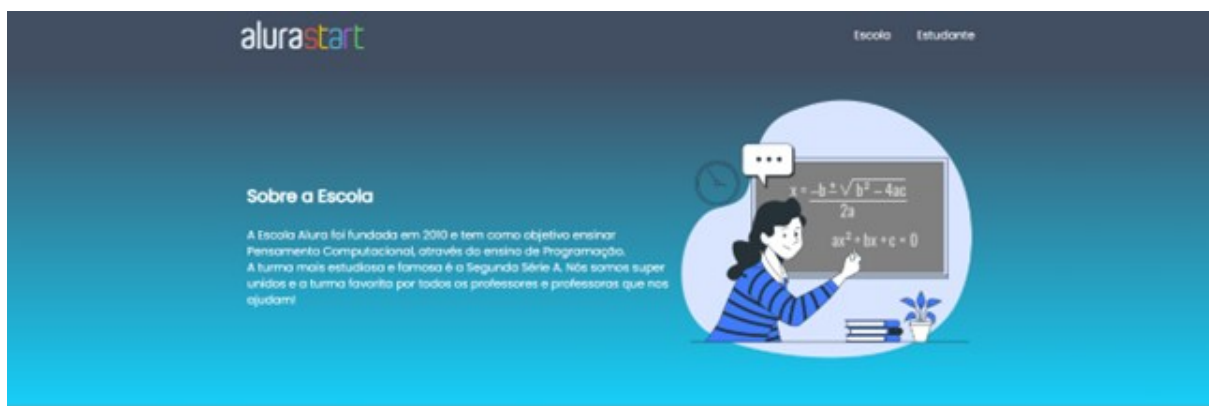 alurastart
Escola Estudante
Sobre a Escola
A Escola Alura foi fundada em 2010 e tem como objetivo ensinar
Pensamento Computacional, através do ensino de Programação.
A turma mais estudiosa e famosa é a Segunda Série A. Nós somos super
unidos e a turma favorita por todos os professores e professoras que nos
ajudam!
x = -b ± √b² - 4ac
2a
ax² + bx + c = 0